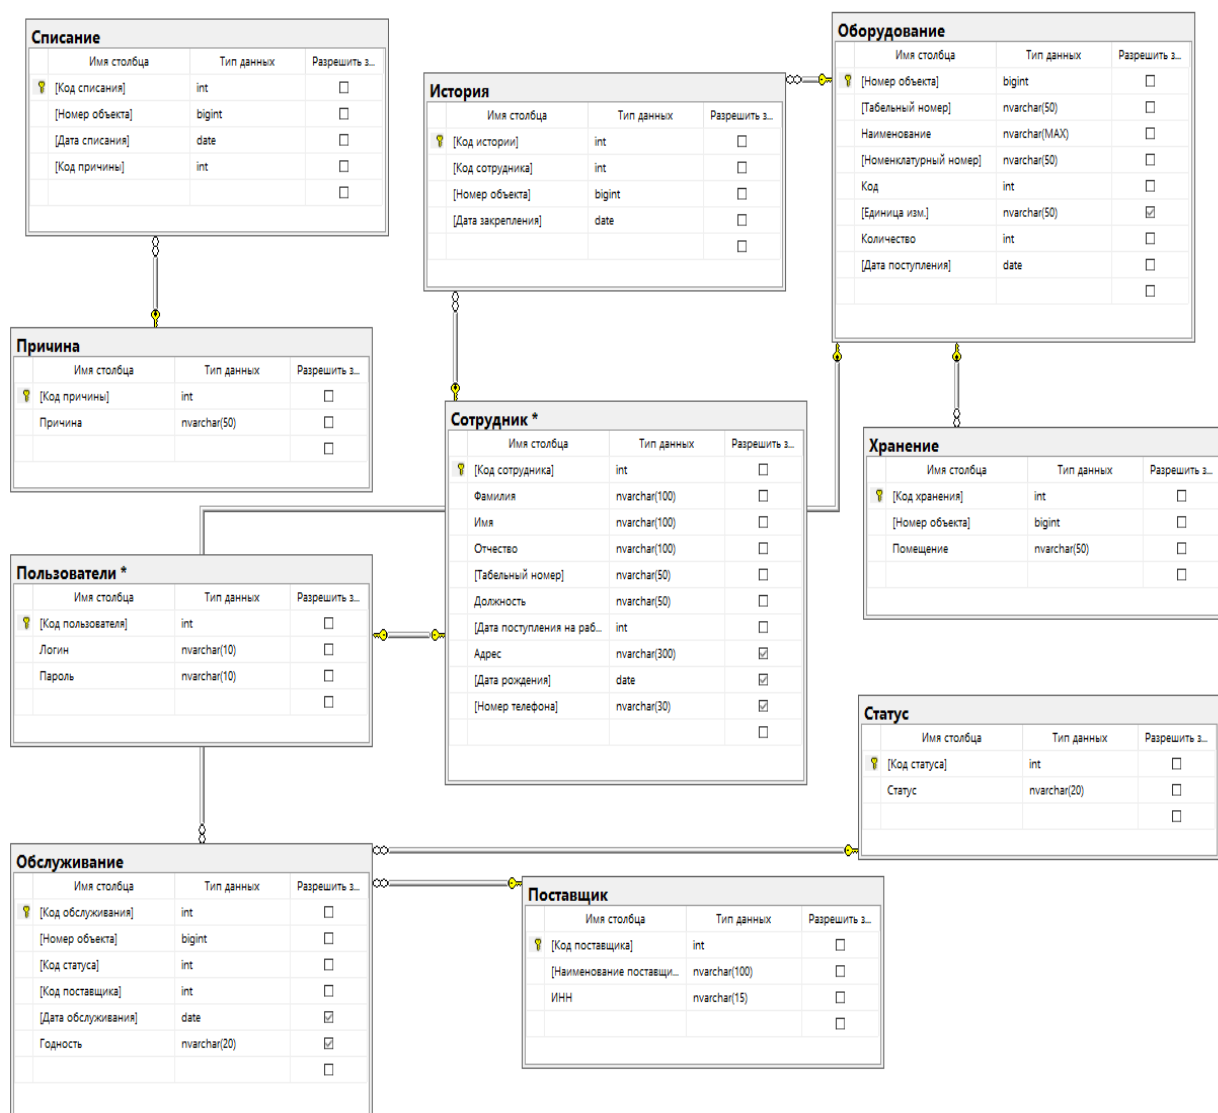 Списание
Имя столбца Тип данных Разрешить з...
[Код списания] int
[Номер объекта] bigint
[Дата списания] date
[Код причины] int
История
Имя столбца Тип данных Разрешить з...
[Код истории] int
[Код сотрудника] int
[Номер объекта] bigint
[Дата закрепления] date
Оборудование
Имя столбца Тип данных Разрешить з...
[Номер объекта] bigint
[Табельный номер] nvarchar(50)
Наименование nvarchar(MAX)
[Номенклатурный номер] nvarchar(50)
Код int
[Единица изм.] nvarchar(50)
Количество int
[Дата поступления] date
Причина
Имя столбца Тип данных Разрешить з...
[Код причины] int
Причина nvarchar(50)
Сотрудник *
Имя столбца Тип данных Разрешить з...
[Код сотрудника] int
Фамилия nvarchar(100)
Имя nvarchar(100)
Отчество nvarchar(100)
[Табельный номер] nvarchar(50)
Должность nvarchar(50)
[Дата поступления на раб... int
Адрес nvarchar(300)
[Дата рождения] date
[Номер телефона] nvarchar(30)
Хранение
Имя столбца Тип данных Разрешить з...
[Код хранения] int
[Номер объекта] bigint
Помещение nvarchar(50)
Пользователи *
Имя столбца Тип данных Разрешить з...
[Код пользователя] int
Логин nvarchar(10)
Пароль nvarchar(10)
Статус
Имя столбца Тип данных Разрешить з...
[Код статуса] int
Статус nvarchar(20)
Обслуживание
Имя столбца Тип данных Разрешить з...
[Код обслуживания] int
[Номер объекта] bigint
[Код статуса] int
[Код поставщика] int
[Дата обслуживания] date
Годность nvarchar(20)
Поставщик
Имя столбца Тип данных Разрешить з...
[Код поставщика] int
[Наименование поставщи... nvarchar(100)
ИНН nvarchar(15)